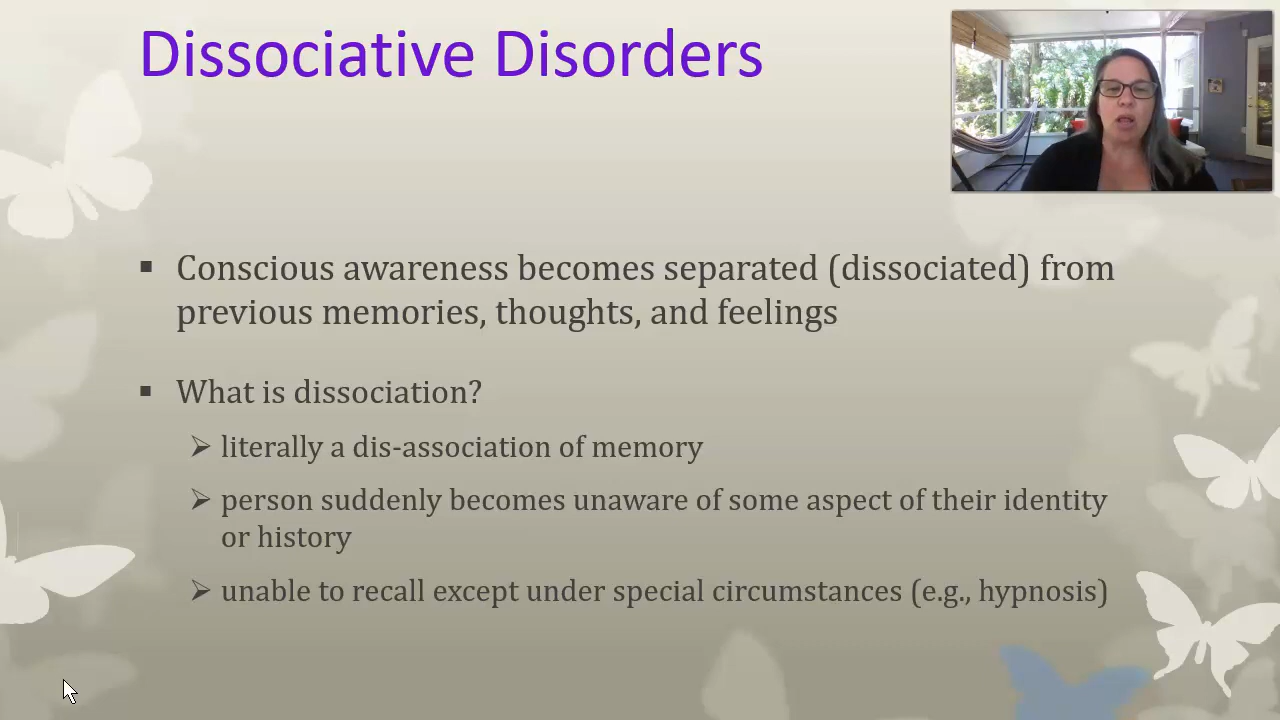 Dissociative Disorders
▪ Conscious awareness becomes separated (dissociated) from
previous memories, thoughts, and feelings
▪ What is dissociation?
➢ literally a dis-association of memory
➢ person suddenly becomes unaware of some aspect of their identity
or history
➢ unable to recall except under special circumstances (e.g., hypnosis)